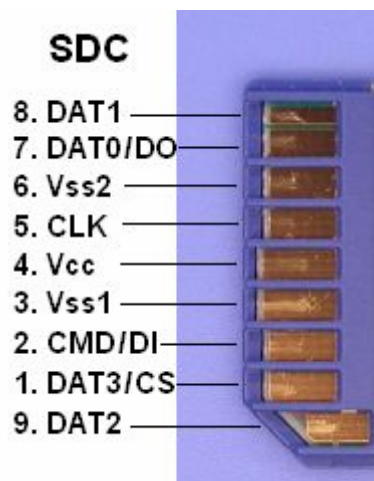 SDC
8. DAT1
7. DAT0/DO
6. Vss2
5. CLK
4. Vcc
3. Vss1
2. CMD/DI
1. DAT3/CS
9. DAT2